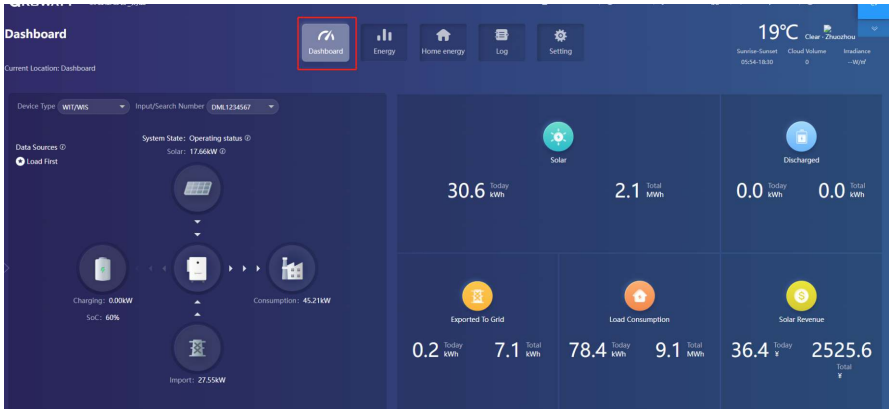 Dashboard
Current Location: Dashboard
Dashboard
Energy
Home energy
Log
Setting
19℃ Clear - Zhuozhou
Sunrise-Sunset Cloud Volume Irradiance
05:54-18:30 0 --W/㎡
Device Type WIT/WIS Input/Search Number DML1234567
Data Sources
Load First
System State: Operating status
Solar: 17.66kW
Charging: 0.00kW
SoC: 60%
Consumption: 45.21kW
Import: 27.55kW
Solar
30.6 Today kWh
2.1 Total MWh
Discharged
0.0 Today kWh
0.0 Total kWh
Exported To Grid
0.2 Today kWh
7.1 Total kWh
Load Consumption
78.4 Today kWh
9.1 Total MWh
Solar Revenue
36.4 Today ¥
2525.6
Total
¥